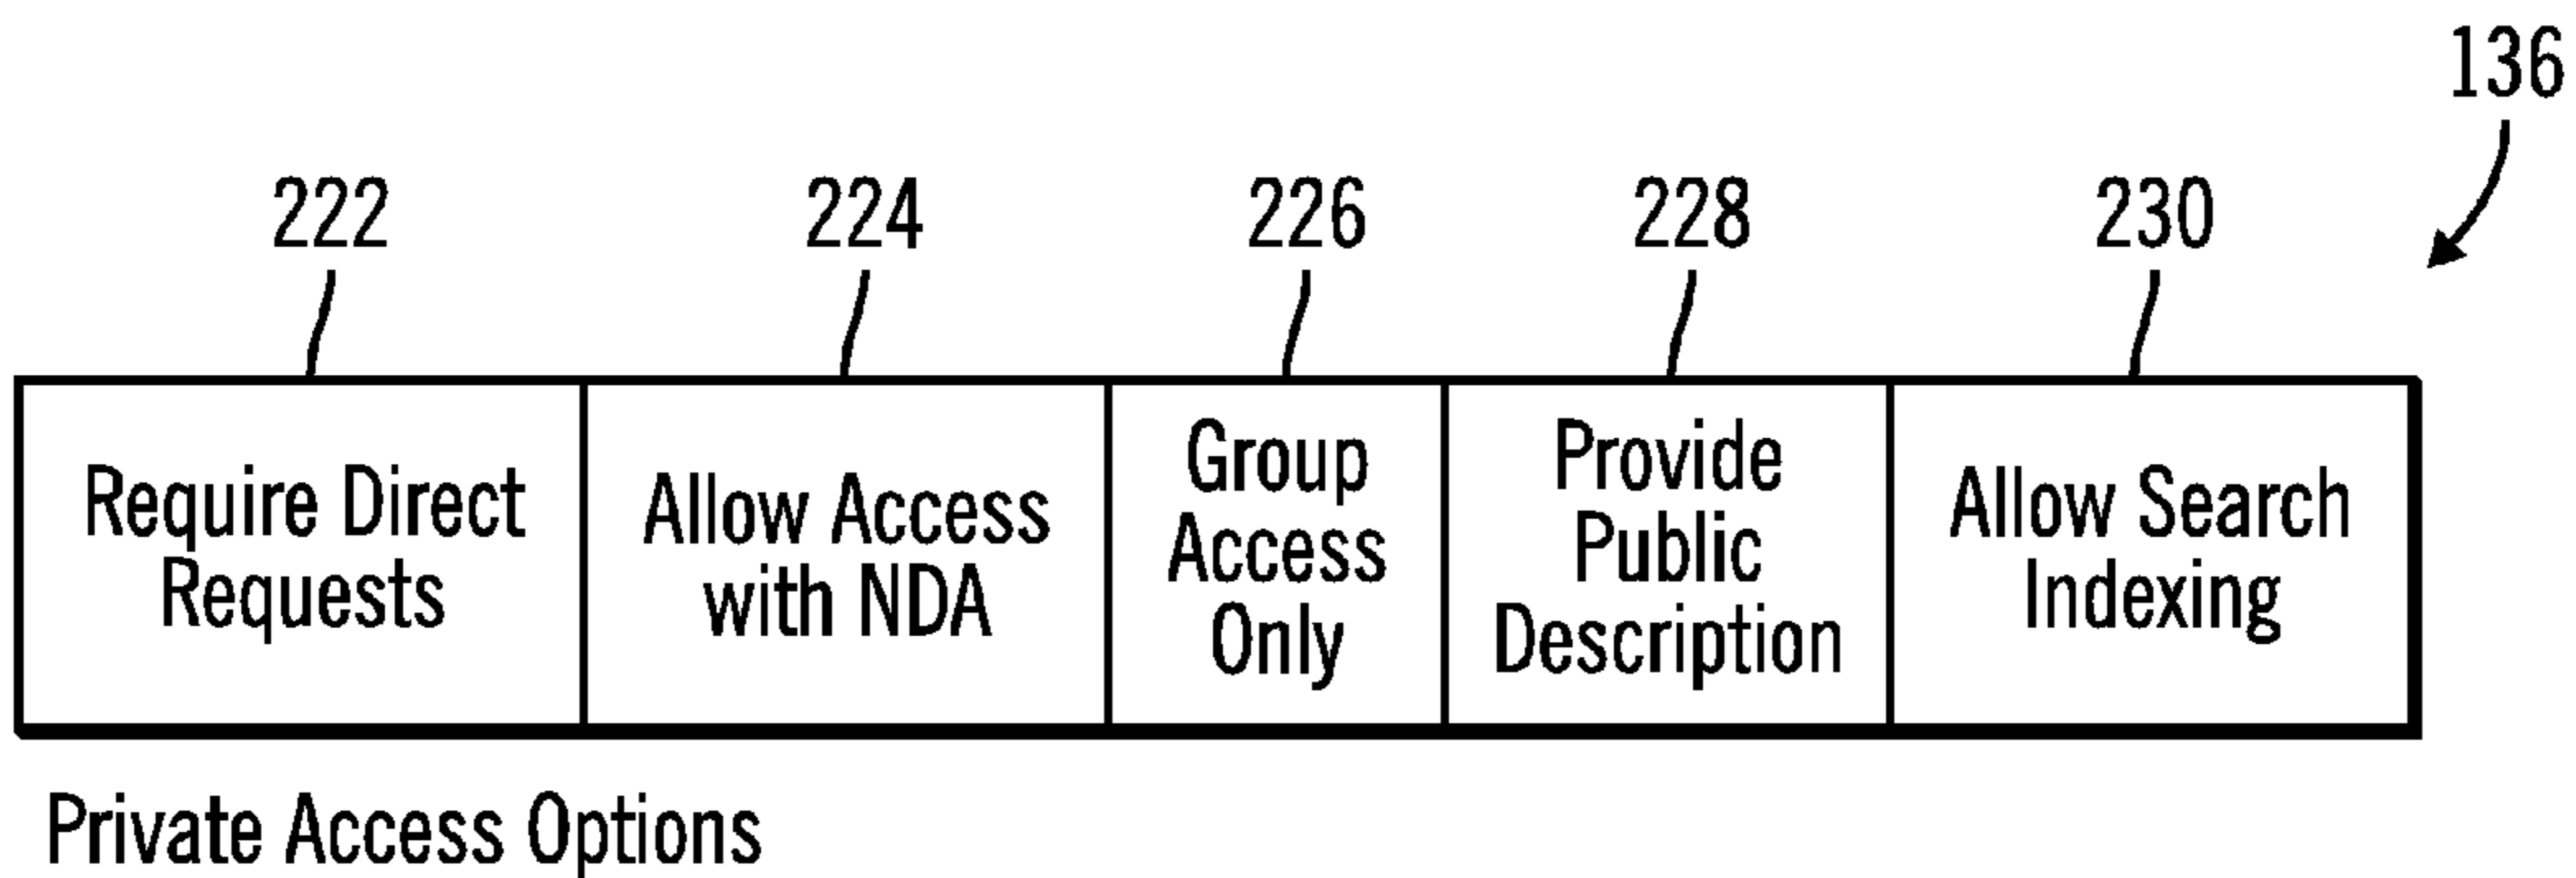 136
222
224
226
228
230
Require Direct
Requests
Allow Access
with NDA
Group
Access
Only
Provide
Public
Description
Allow Search
Indexing
Private Access Options